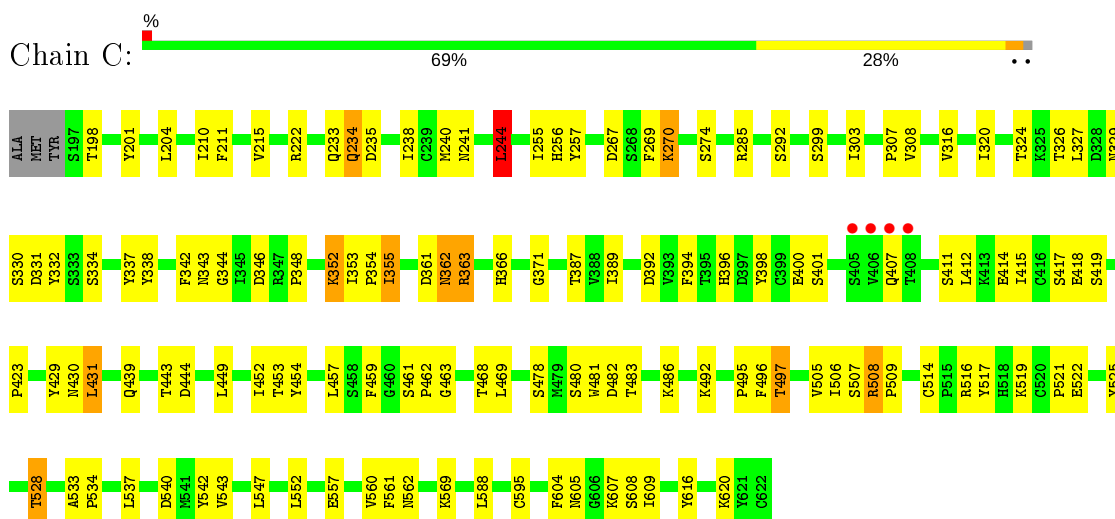 %
Chain C:
69% 28% • •
ALA MET TYR S197 T198 Y201 L204 I210 F211 V215 R222 Q233 Q234 D235 I238 C239 M240 N241 L244 I255 H256 Y257 D267 S268 F269 K270 S274 R285 S292 S299 I303 P307 V308 V316 I320 T324 K325 T326 L327 D328 N329
S330 D331 Y332 S333 S334 Y337 Y338 F342 N343 G344 I345 D346 R347 P348 K352 I353 P354 I355 D361 N362 R363 H366 G371 T387 V388 I389 D392 V393 F394 T395 H396 D397 Y398 C399 E400 S401 S405 V406 Q407 T408 S411 L412 K413 E414 I415 C416 S417 E418 S419
P423 Y429 N430 L431 Q439 T443 D444 L449 I452 T453 Y454 L457 S458 F459 G460 S461 P462 G463 T468 L469 S478 M479 S480 W481 D482 T483 K486 K492 P495 F496 T497 V505 I506 S507 R508 P509 C514 P515 R516 Y517 H518 K519 C520 P521 E522 Y525
T528 A533 P534 L537 D540 M541 Y542 V543 L547 L552 E557 V560 F561 N562 K569 L588 C595 F604 N605 G606 K607 S608 I609 Y616 K620 Y621 C622